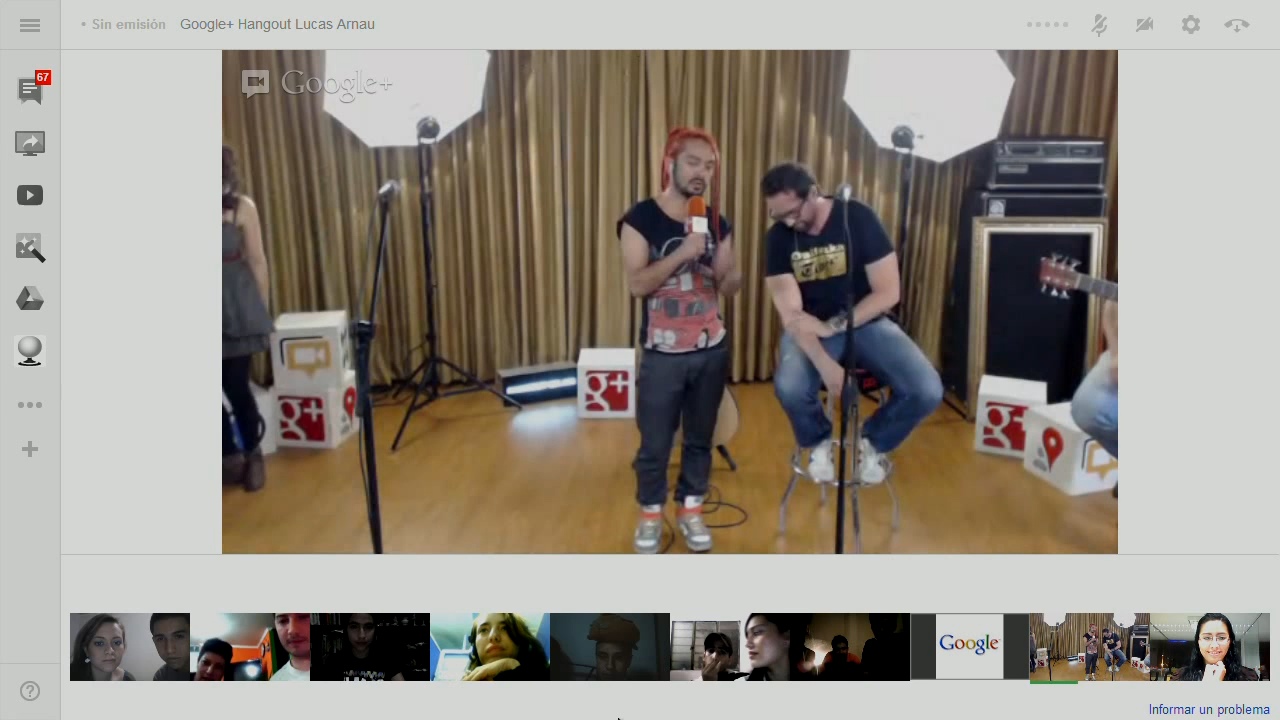 • Sin emisión Google+ Hangout Lucas Arnau
67
Google+
g+
g+
g+
Google
Informar un problema